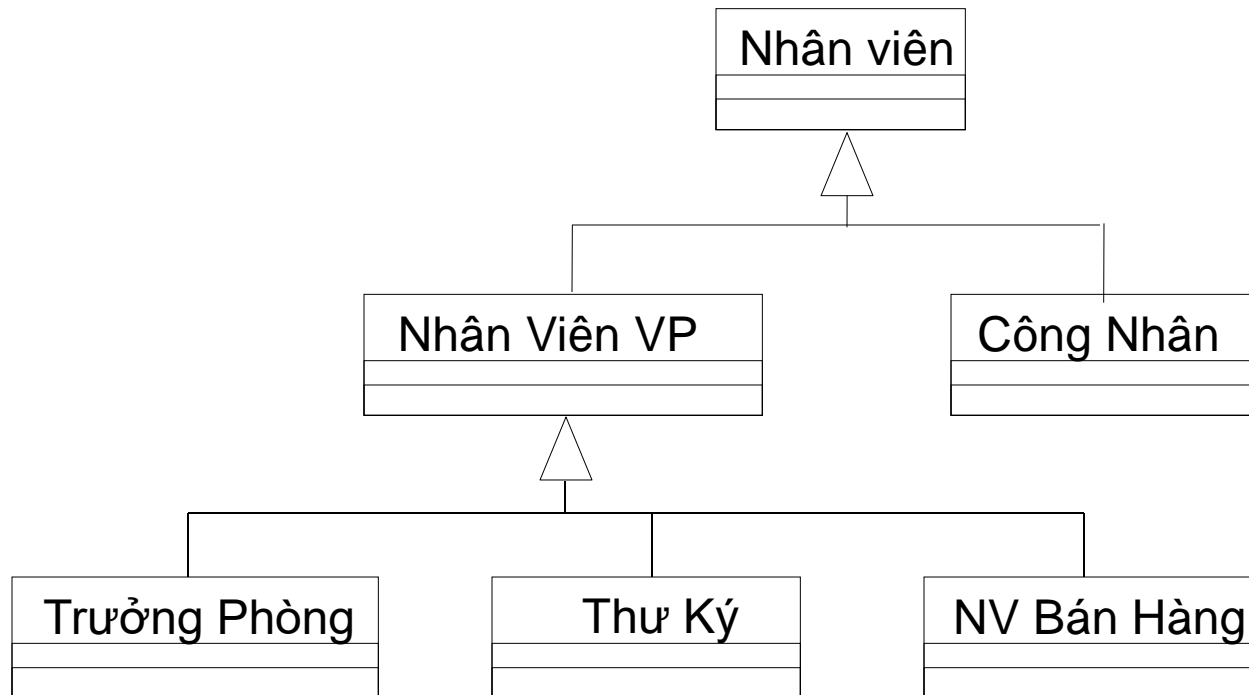 Nhân viên
Nhân Viên VP
Công Nhân
Trưởng Phòng
Thư Ký
NV Bán Hàng